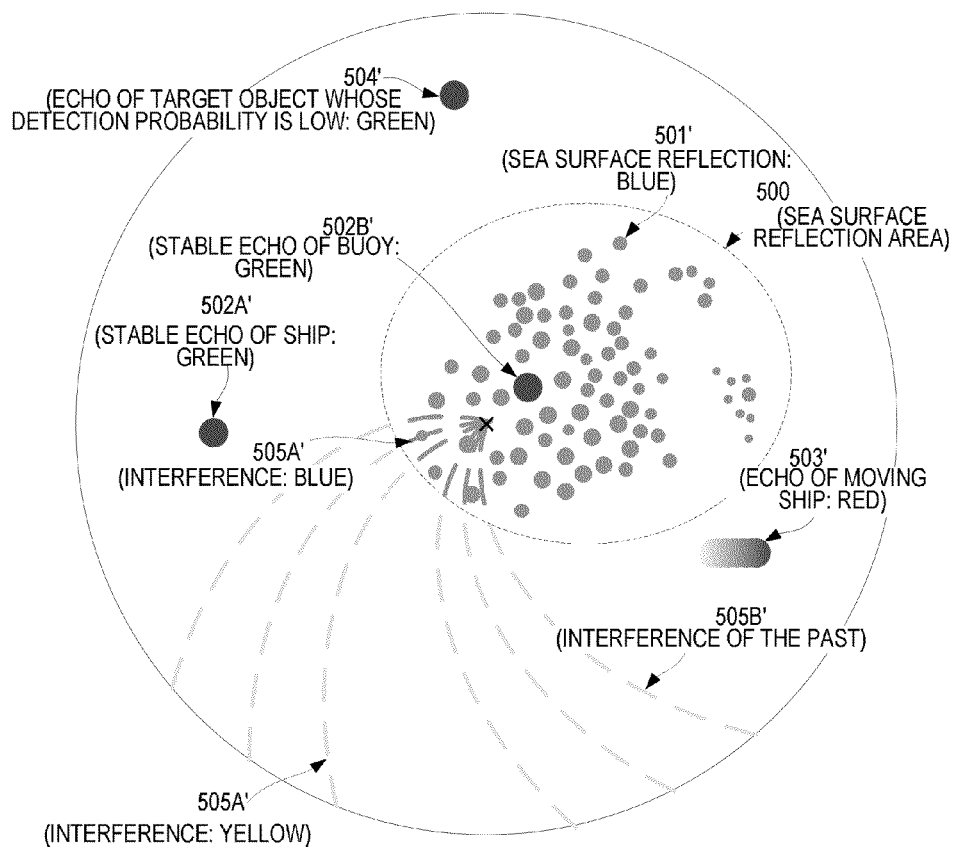 504'
(ECHO OF TARGET OBJECT WHOSE
DETECTION PROBABILITY IS LOW: GREEN)
501'
(SEA SURFACE REFLECTION:
BLUE)
500
(SEA SURFACE
REFLECTION AREA)
502B'
(STABLE ECHO OF BUOY:
GREEN)
502A'
(STABLE ECHO OF SHIP:
GREEN)
505A'
(INTERFERENCE: BLUE)
503'
(ECHO OF MOVING
SHIP: RED)
505B'
(INTERFERENCE OF THE PAST)
505A'
(INTERFERENCE: YELLOW)